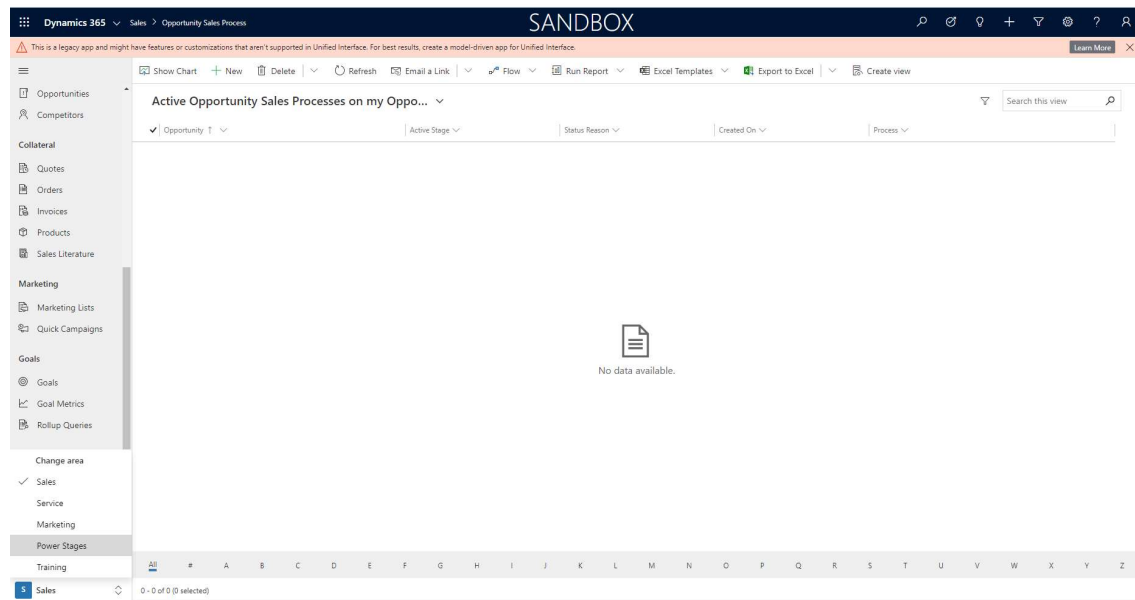 Dynamics 365 Sales > Opportunity Sales Process SANDBOX
This is a legacy app and might have features or customizations that aren't supported in Unified Interface. For best results, create a model-driven app for Unified Interface. Learn More
Show Chart New Delete Refresh Email a Link Flow Run Report Excel Templates Export to Excel Create view
Opportunities
Competitors
Collateral
Quotes
Orders
Invoices
Products
Sales Literature
Marketing
Marketing Lists
Quick Campaigns
Goals
Goals
Goal Metrics
Rollup Queries
Change area
Sales
Service
Marketing
Power Stages
Training
S Sales
Active Opportunity Sales Processes on my Oppo...
Search this view
Opportunity ↑ Active Stage Status Reason Created On Process
No data available.
All # A B C D E F G H I J K L M N O P Q R S T U V W X Y Z
0 - 0 of 0 (0 selected)